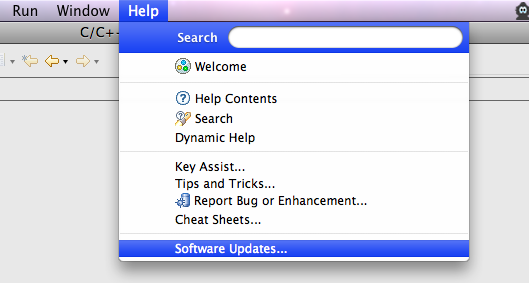 Run Window Help
C/C+
Search
Welcome
Help Contents
Search
Dynamic Help
Key Assist...
Tips and Tricks...
Report Bug or Enhancement...
Cheat Sheets...
Software Updates...